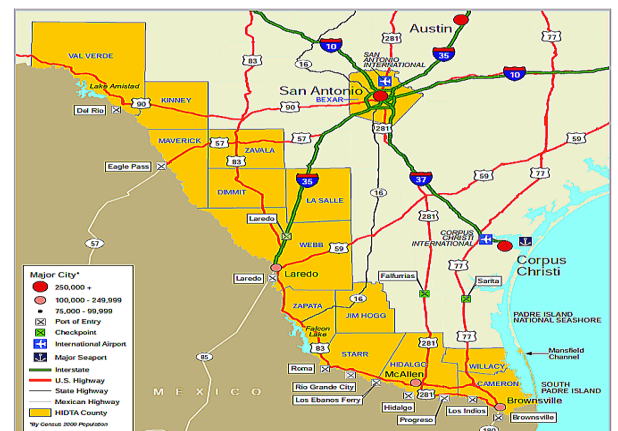 Austin
281
77
10
35
83
SAN
ANTONIO
INTERNATIONAL
16
VAL VERDE
Lake Amistad
90
Del Rio
KINNEY
San Antonio
BEXAR
90
10
281
MAVERICK
57
ZAVALA
57
59
83
Eagle Pass
DIMMIT
35
LA SALLE
37
59
77
16
281
Laredo
57
WEBB
59
CORPUS
CHRISTI
INTERNATIONAL
Corpus
Christi
77
Laredo
Laredo
Falfurrias
Sarita
ZAPATA
16
JIM HOGG
PADRE ISLAND
NATIONAL SEASHORE
Falcon
Lake
83
281
77
Mansfield
Channel
85
STARR
HIDALGO
WILLACY
Roma
McAllen
CAMERON
SOUTH
PADRE ISLAND
Rio Grande City
Los Ebanos Ferry
281
Brownsville
Hidalgo
Los Indios
Progreso
Brownsville
180
MEXICO
Major City*
250,000 +
100,000 - 249,999
75,000 - 99,999
Port of Entry
Checkpoint
International Airport
Major Seaport
Interstate
U.S. Highway
State Highway
Mexican Highway
HIDTA County
*By Census 2000 Population